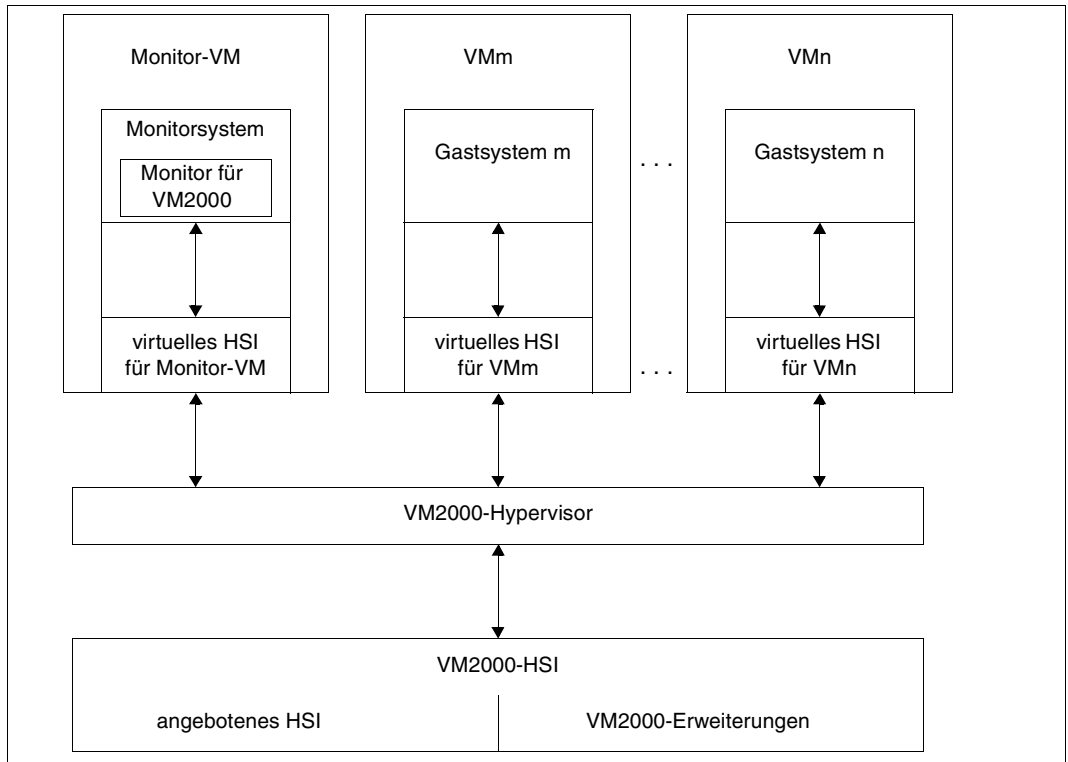 Monitor-VM
Monitorsystem
Monitor für
VM2000
virtuelles HSI
für Monitor-VM
VMm
Gastsystem m
virtuelles HSI
für VMm
. . .
. . .
VMn
Gastsystem n
virtuelles HSI
für VMn
VM2000-Hypervisor
VM2000-HSI
angebotenes HSI
VM2000-Erweiterungen